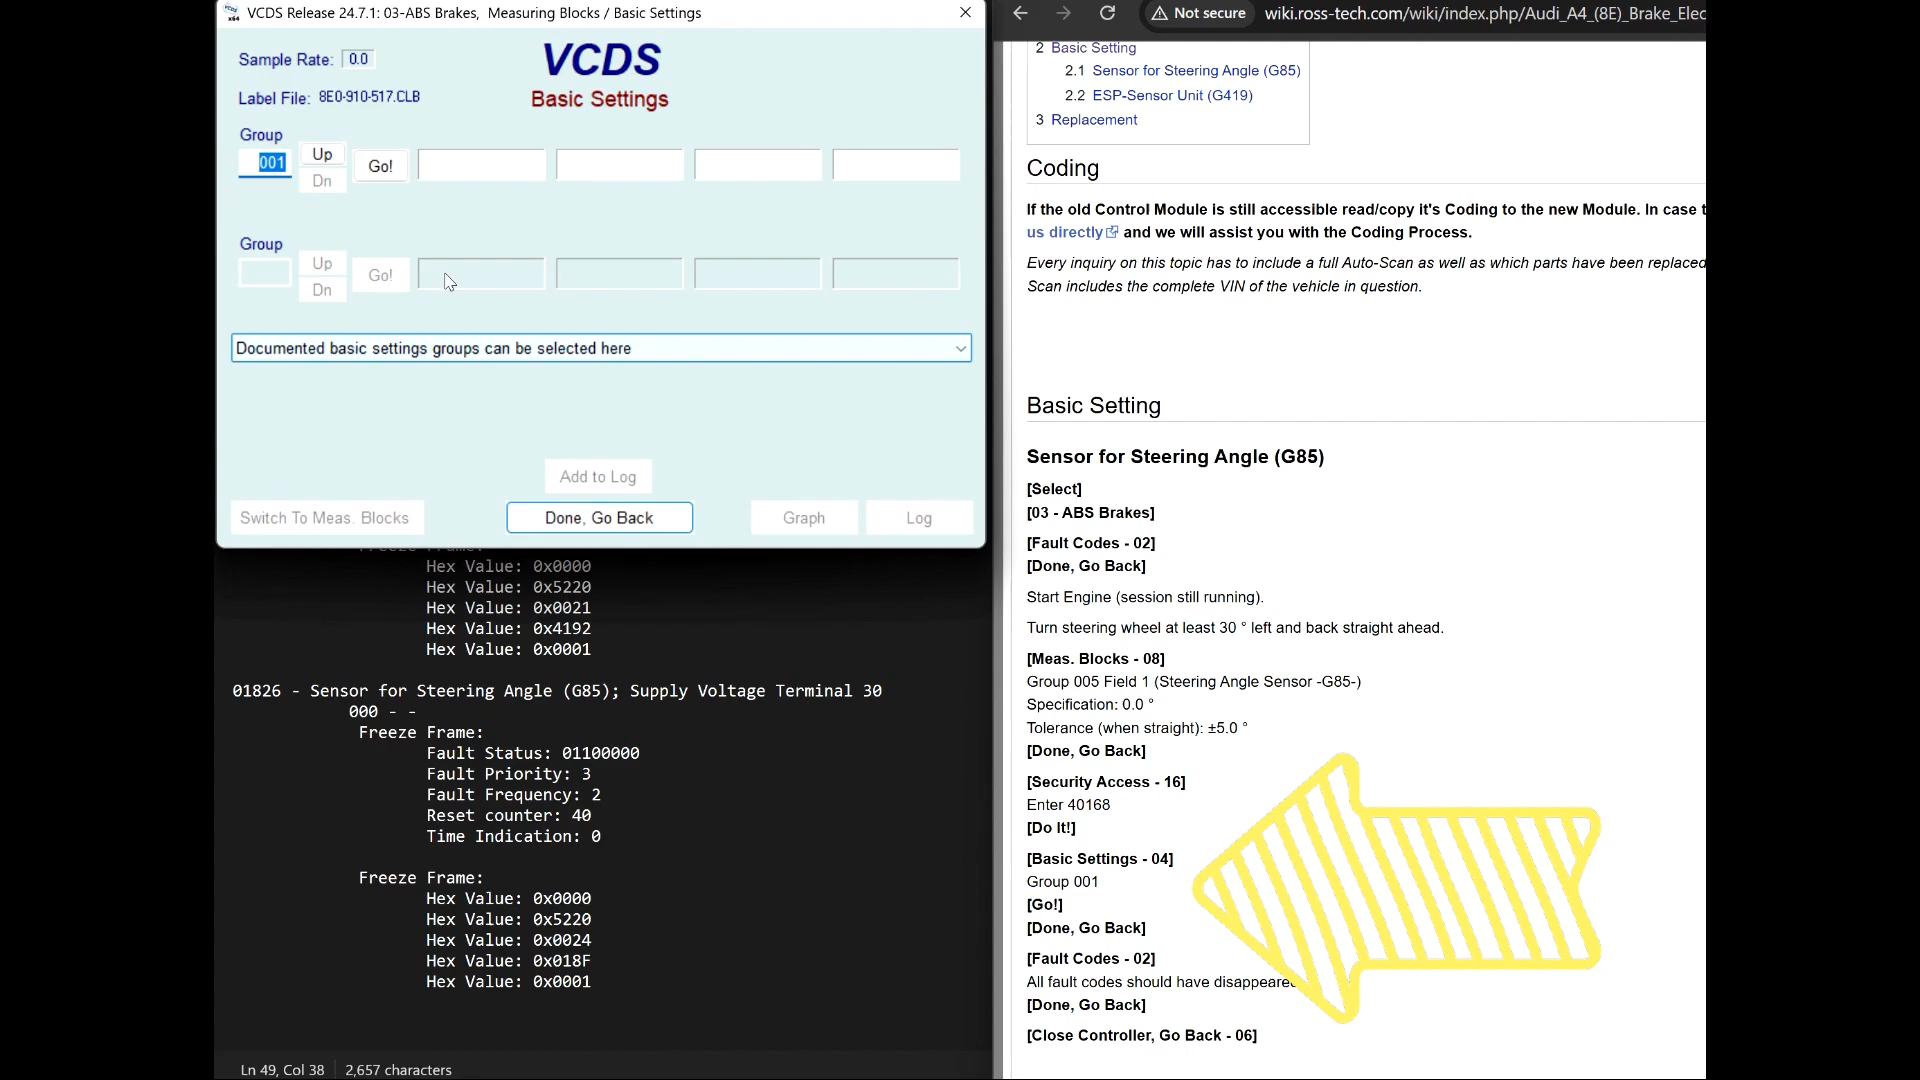 VCDS Release 24.7.1: 03-ABS Brakes, Measuring Blocks / Basic Settings
Sample Rate: 0.0
VCDS
Basic Settings
Label File: 8E0-910-517.CLB
Group
001
Up
Dn
Go!
Group
Up
Dn
Go!
Documented basic settings groups can be selected here
Add to Log
Switch To Meas. Blocks
Done, Go Back
Graph
Log
Hex Value: 0x0000
Hex Value: 0x5220
Hex Value: 0x0021
Hex Value: 0x4192
Hex Value: 0x0001
01826 - Sensor for Steering Angle (G85); Supply Voltage Terminal 30
000 - -
Freeze Frame:
Fault Status: 01100000
Fault Priority: 3
Fault Frequency: 2
Reset counter: 40
Time Indication: 0
Freeze Frame:
Hex Value: 0x0000
Hex Value: 0x5220
Hex Value: 0x0024
Hex Value: 0x018F
Hex Value: 0x0001
Ln 49, Col 38
2,657 characters
Not secure
wiki.ross-tech.com/wiki/index.php/Audi_A4_(8E)_Brake_Elec
2 Basic Setting
2.1 Sensor for Steering Angle (G85)
2.2 ESP-Sensor Unit (G419)
3 Replacement
Coding
If the old Control Module is still accessible read/copy it's Coding to the new Module. In case t
us directly and we will assist you with the Coding Process.
Every inquiry on this topic has to include a full Auto-Scan as well as which parts have been replaced
Scan includes the complete VIN of the vehicle in question.
Basic Setting
Sensor for Steering Angle (G85)
[Select]
[03 - ABS Brakes]
[Fault Codes - 02]
[Done, Go Back]
Start Engine (session still running).
Turn steering wheel at least 30 ° left and back straight ahead.
[Meas. Blocks - 08]
Group 005 Field 1 (Steering Angle Sensor -G85-)
Specification: 0.0 °
Tolerance (when straight): ±5.0 °
[Done, Go Back]
[Security Access - 16]
Enter 40168
[Do It!]
[Basic Settings - 04]
Group 001
[Go!]
[Done, Go Back]
[Fault Codes - 02]
All fault codes should have disappeare
[Done, Go Back]
[Close Controller, Go Back - 06]